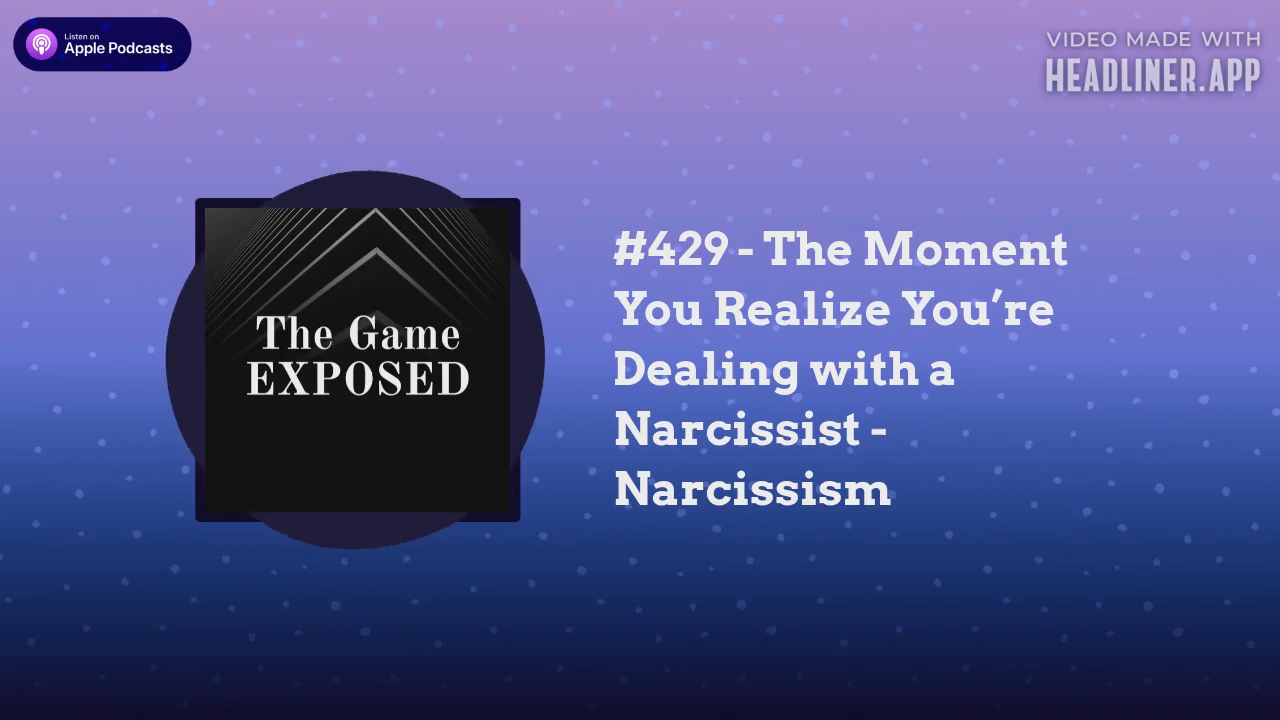 Listen on
Apple Podcasts
VIDEO MADE WITH
HEADLINER.APP
The Game
EXPOSED
#429 - The Moment
You Realize You’re
Dealing with a
Narcissist -
Narcissism